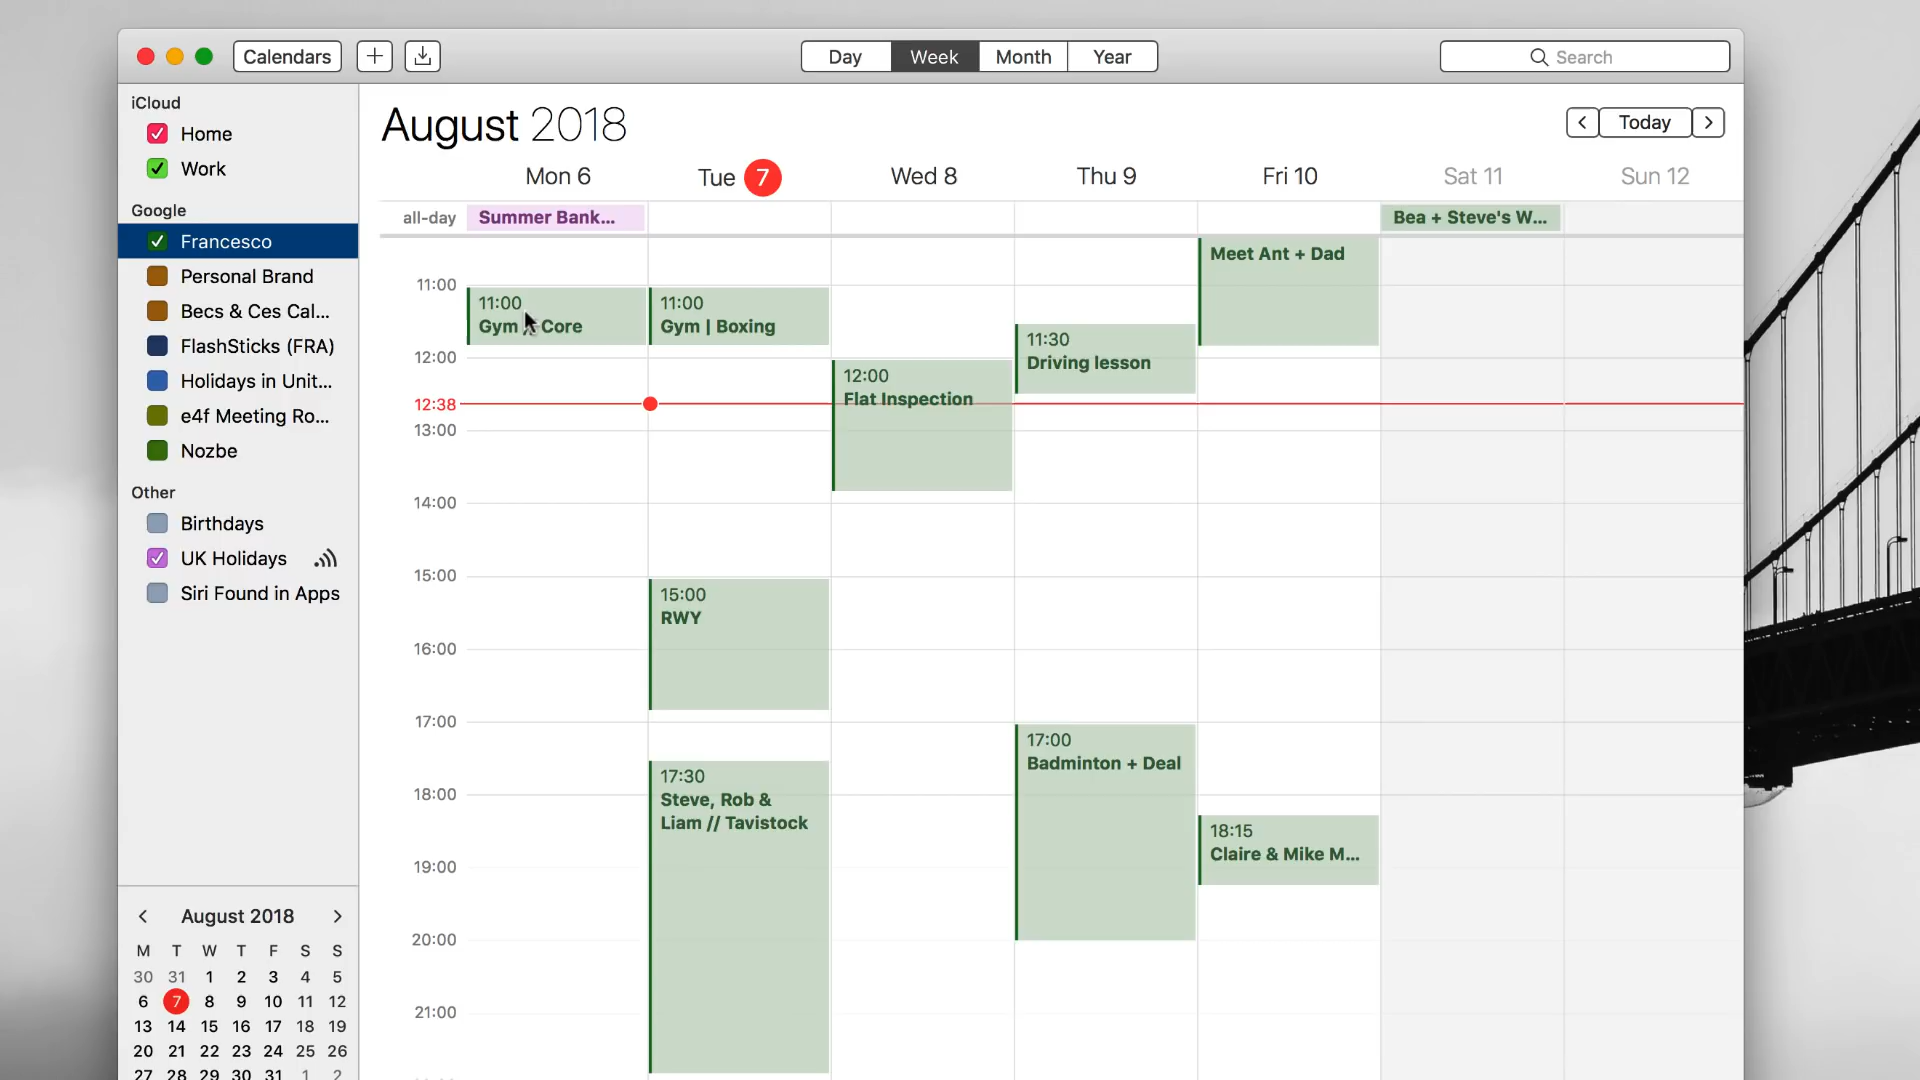 Calendars
Day
Week
Month
Year
Search
iCloud
Home
Work
Google
Francesco
Personal Brand
Becs & Ces Cal...
FlashSticks (FRA)
Holidays in Unit...
e4f Meeting Ro...
Nozbe
Other
Birthdays
UK Holidays
Siri Found in Apps
August 2018
M T W T F S S
30 31 1 2 3 4 5
6 7 8 9 10 11 12
13 14 15 16 17 18 19
20 21 22 23 24 25 26
27 28 29 30 31 1 2
August 2018
Today
Mon 6
Tue 7
Wed 8
Thu 9
Fri 10
Sat 11
Sun 12
all-day
Summer Bank...
Bea + Steve's W...
11:00
12:00
12:38
13:00
14:00
15:00
16:00
17:00
18:00
19:00
20:00
21:00
11:00
Gym // Core
11:00
Gym | Boxing
15:00
RWY
17:30
Steve, Rob &
Liam // Tavistock
12:00
Flat Inspection
11:30
Driving lesson
17:00
Badminton + Deal
Meet Ant + Dad
18:15
Claire & Mike M...